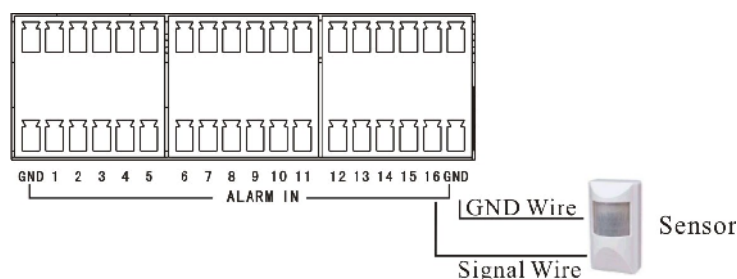 GND 1 2 3 4 5 6 7 8 9 10 11 12 13 14 15 16 GND
ALARM IN
GND Wire
Sensor
Signal Wire